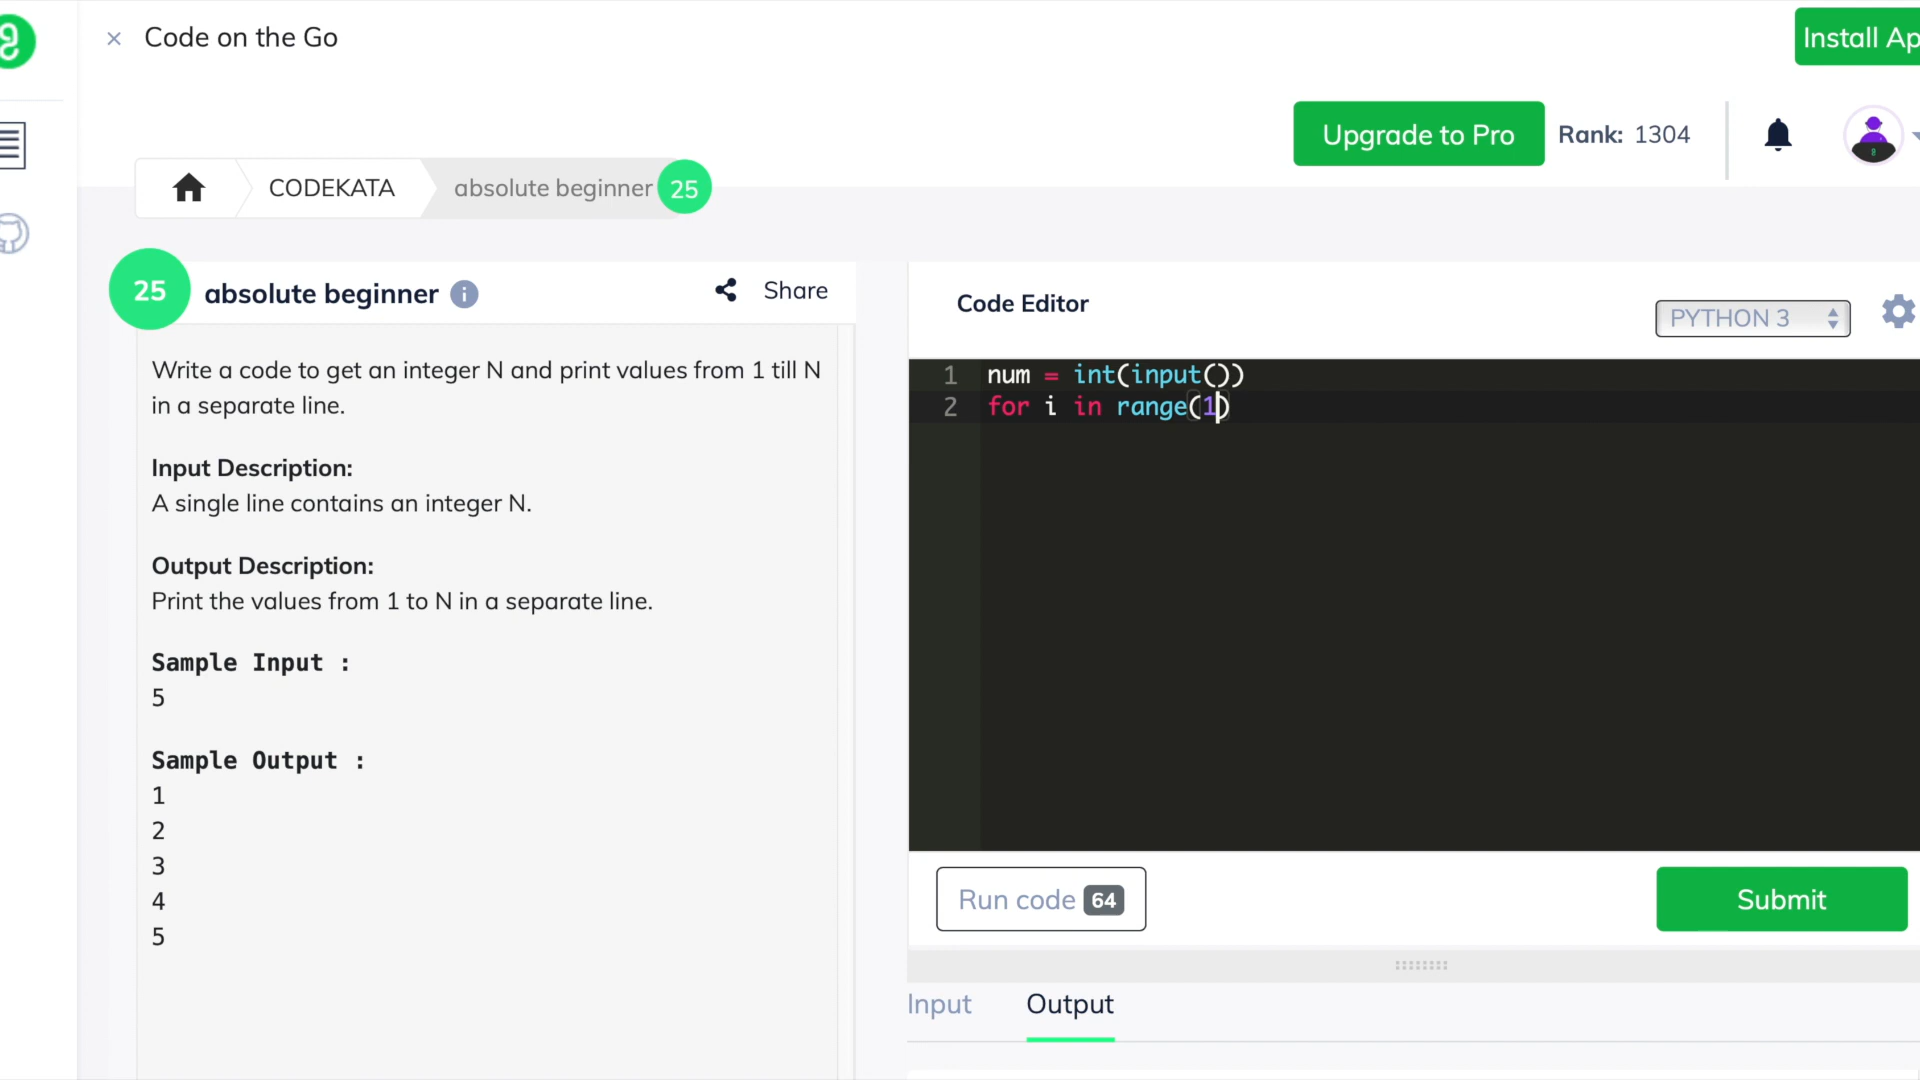 Code on the Go
Install Ap
Upgrade to Pro
Rank: 1304
CODEKATA
absolute beginner 25
25 absolute beginner
Share
Write a code to get an integer N and print values from 1 till N
in a separate line.
Input Description:
A single line contains an integer N.
Output Description:
Print the values from 1 to N in a separate line.
Sample Input :
5
Sample Output :
1
2
3
4
5
Code Editor
PYTHON 3
1 num = int(input())
2 for i in range(1)
Run code 64
Submit
Input Output